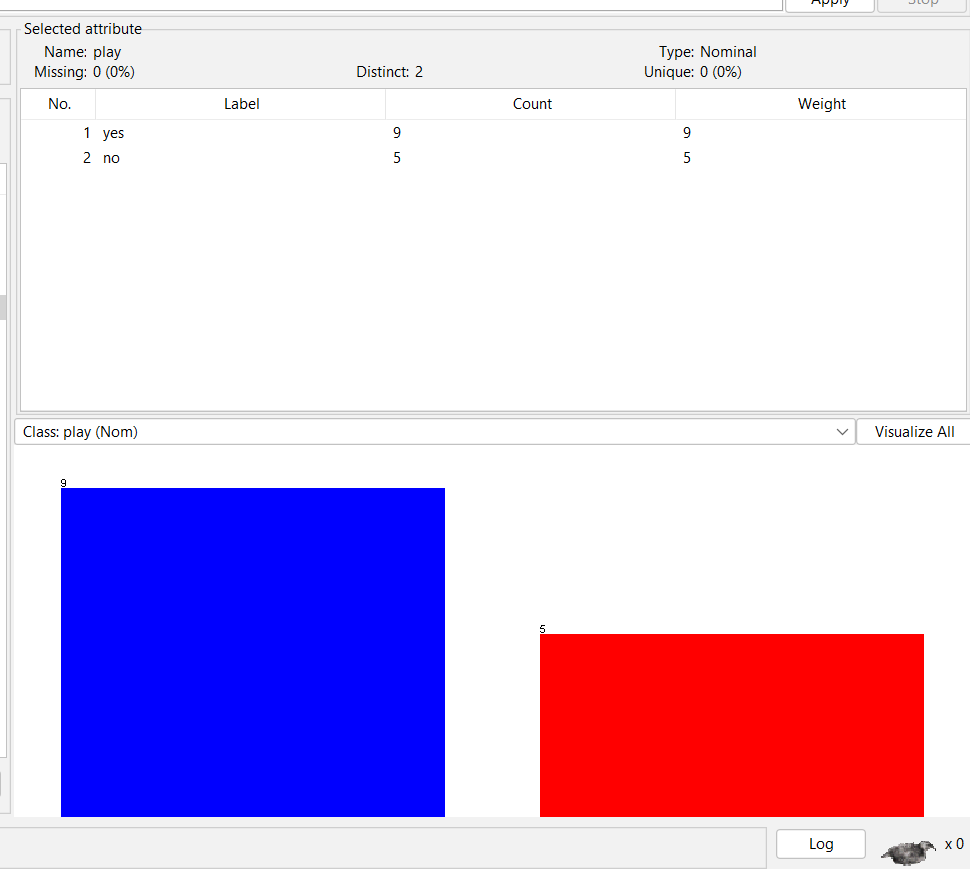 Apply Stop
Selected attribute
Name: play Type: Nominal
Missing: 0 (0%) Distinct: 2 Unique: 0 (0%)
No. Label Count Weight
1 yes 9 9
2 no 5 5
Class: play (Nom) Visualize All
9
5
Log x 0